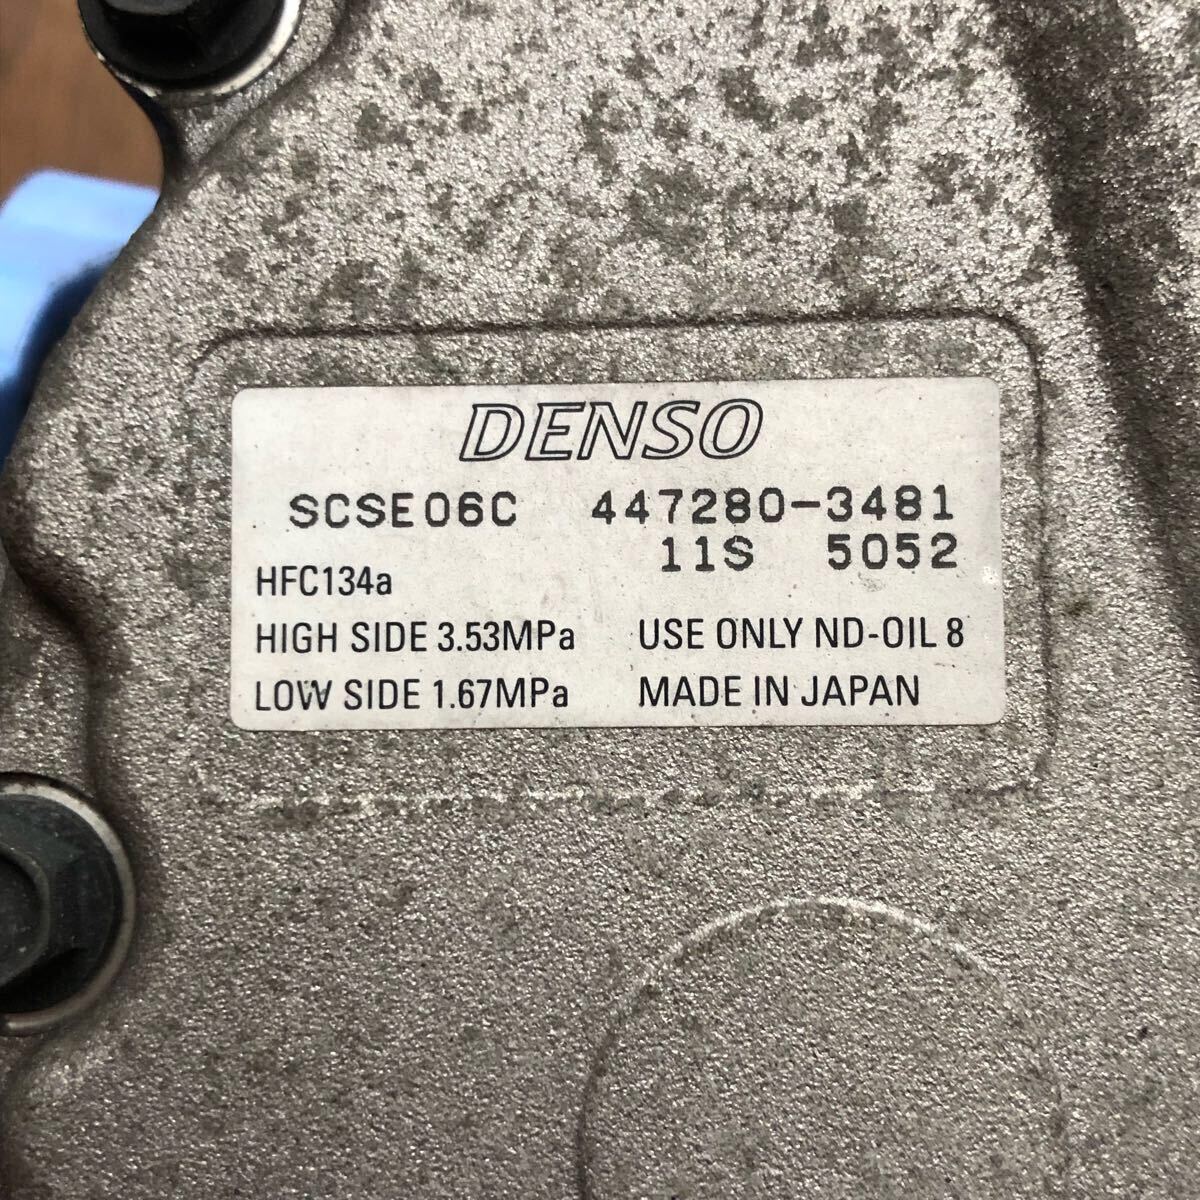 DENSO
SCSE06C 447280-3481
11S 5052
HFC134a
HIGH SIDE 3.53MPa USE ONLY ND-OIL 8
LOW SIDE 1.67MPa MADE IN JAPAN